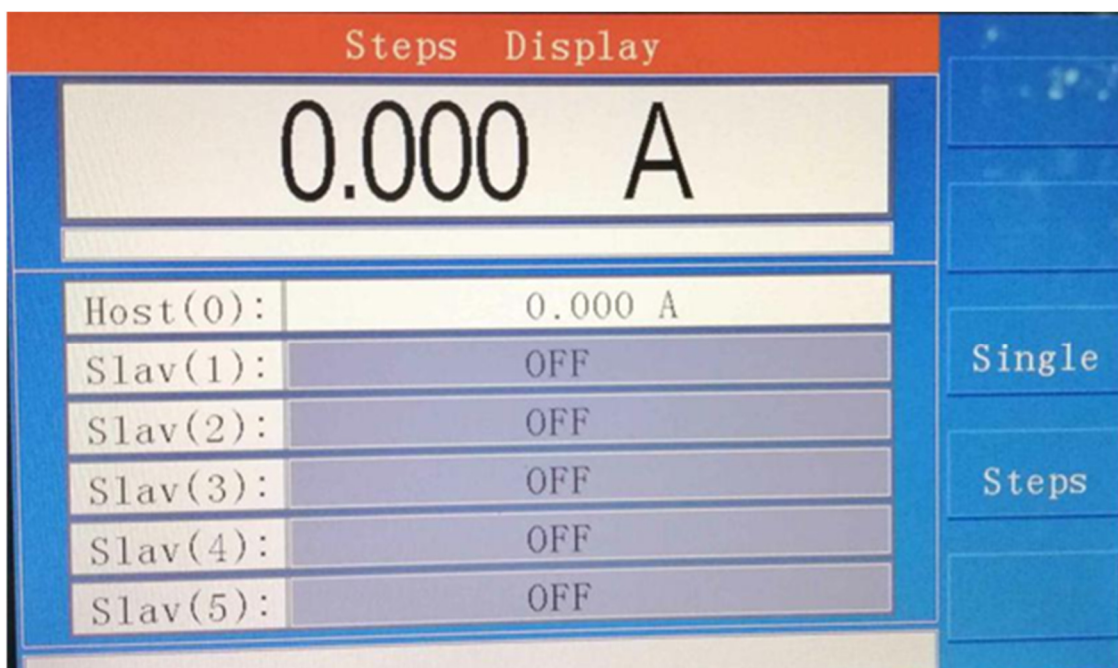 Steps Display
0.000 A
Host(0): 0.000 A
Slav(1): OFF
Slav(2): OFF
Slav(3): OFF
Slav(4): OFF
Slav(5): OFF
Single
Steps